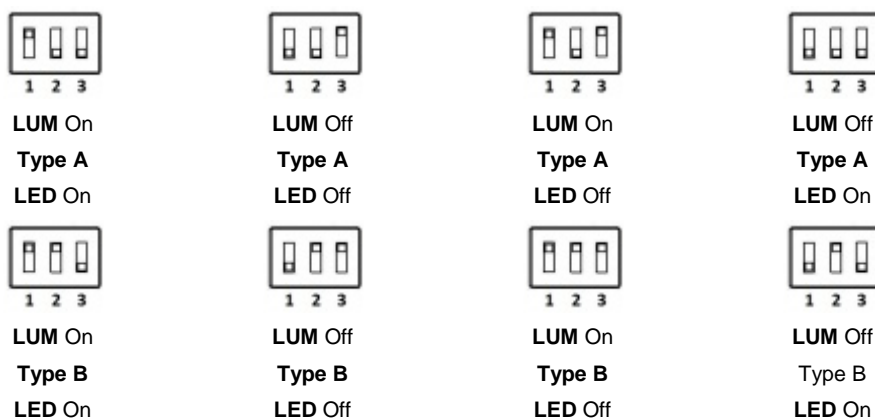 1 2 3 1 2 3 1 2 3 1 2 3
LUM On LUM Off LUM On LUM Off
Type A Type A Type A Type A
LED On LED Off LED Off LED On
1 2 3 1 2 3 1 2 3 1 2 3
LUM On LUM Off LUM On LUM Off
Type B Type B Type B Type B
LED On LED Off LED Off LED On